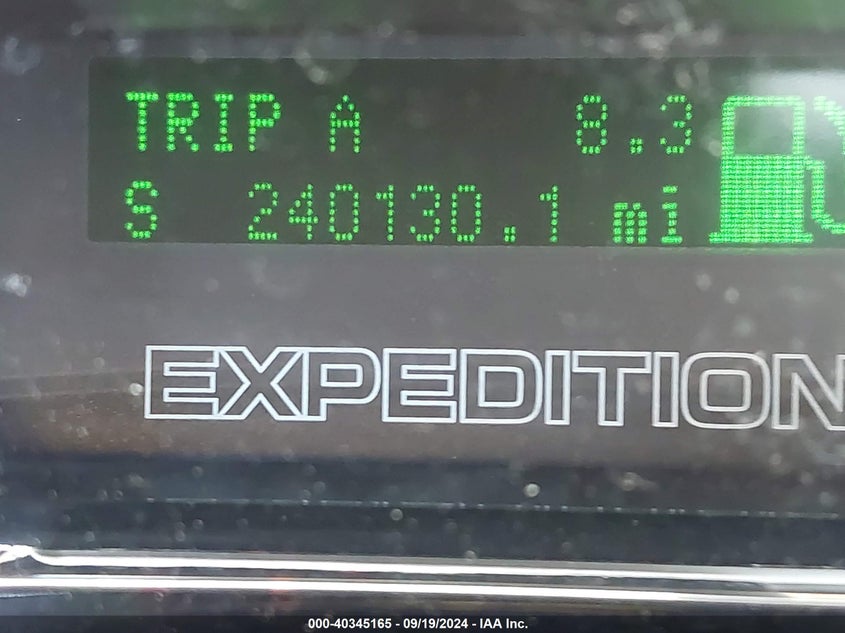 TRIP A 8.3
S 240130.1 mi
EXPEDITION
000-40345165 - 09/19/2024 - IAA Inc.